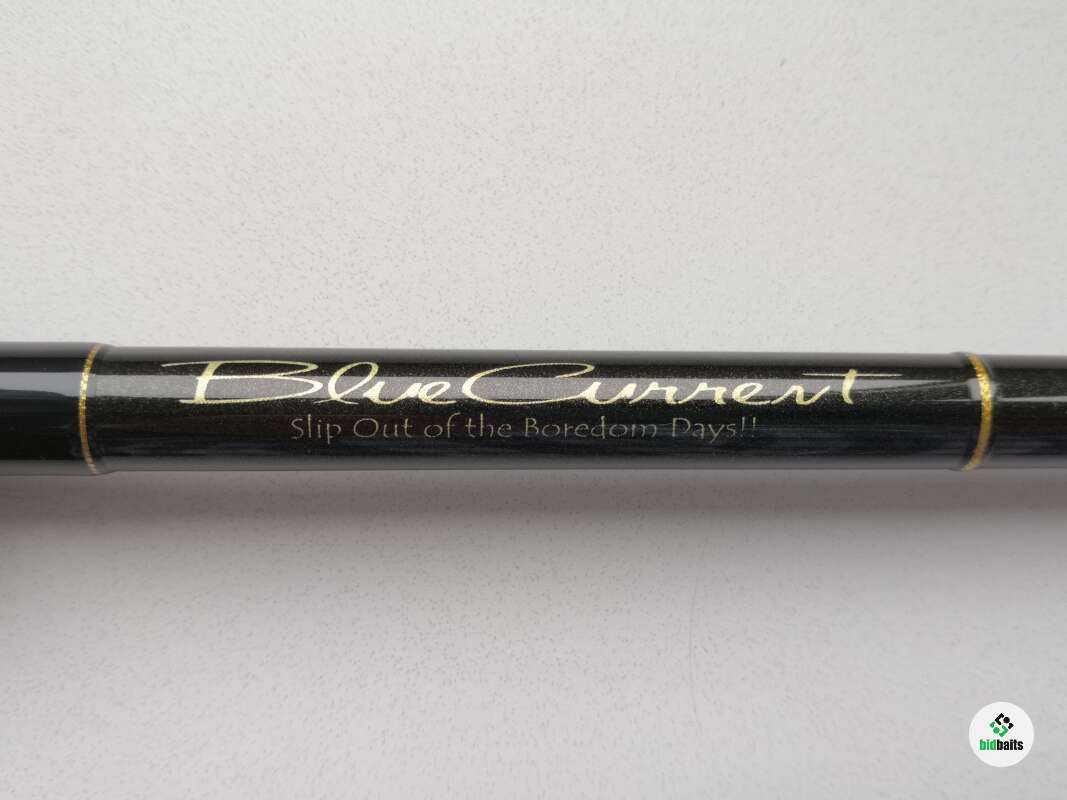 BlueCurrent
Slip Out of the Boredom Days!!
bidbaits